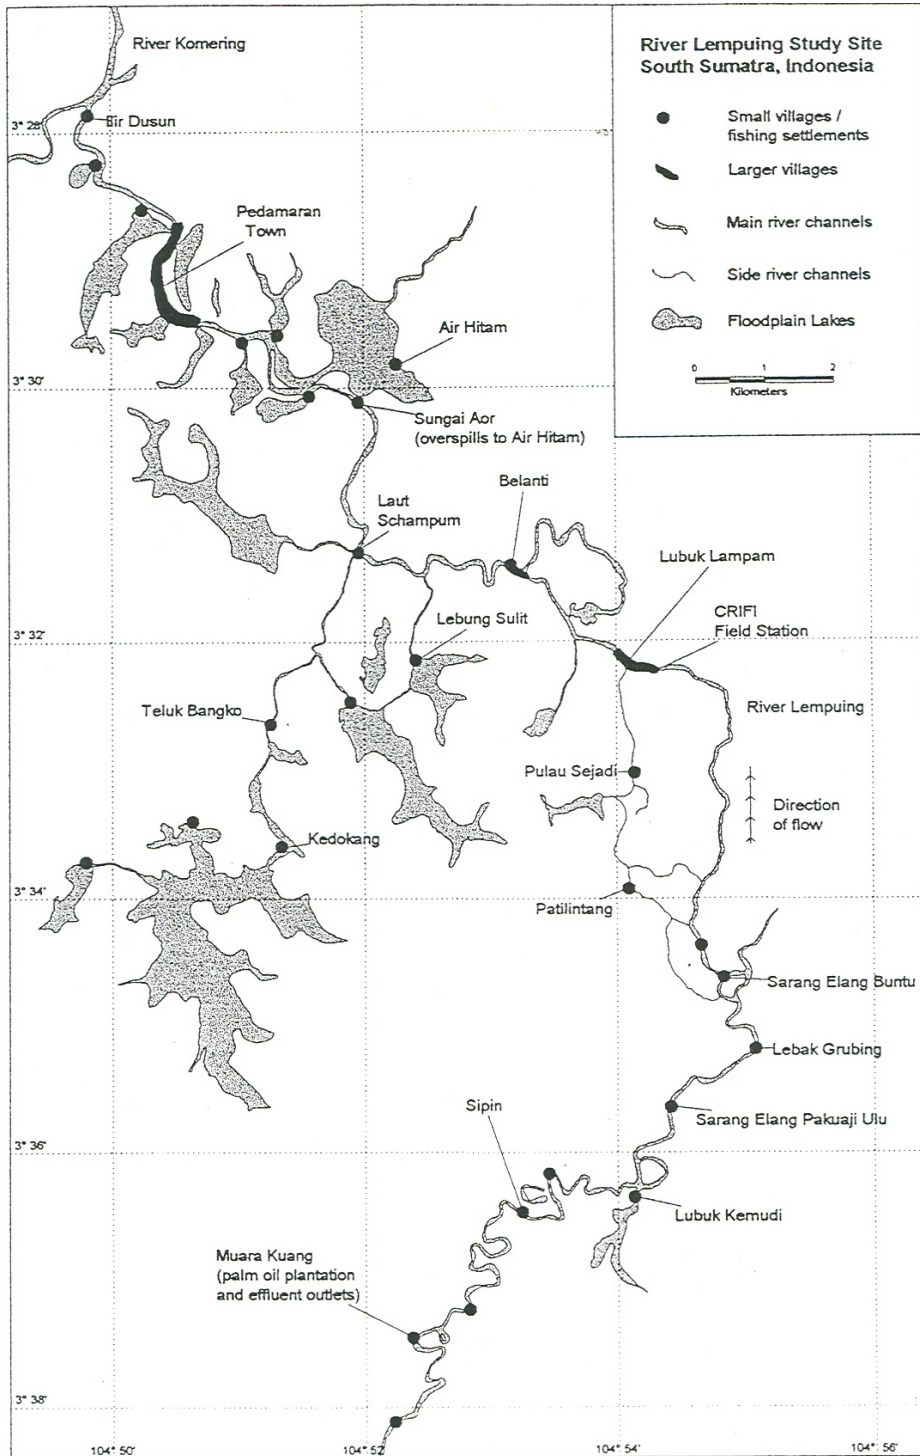 River Komering
River Lempuing Study Site
South Sumatra, Indonesia
Small villages /
fishing settlements
Larger villages
Main river channels
Side river channels
Floodplain Lakes
0 1 2
Kilometers
3° 28'
Pedamaran
Town
Air Hitam
3° 30'
Sungai Aor
(overspills to Air Hitam)
Belanti
Laut
Schampum
Lubuk Lampam
CRIFI
Field Station
3° 32'
Lebung Sulit
Teluk Bangko
River Lempuing
Pulau Sejadi
Direction
of flow
Kedokang
3° 34'
Patilintang
Sarang Elang Buntu
Lebak Grubing
Sipin
Sarang Elang Pakuaji Ulu
3° 36'
Lubuk Kemudi
Muara Kuang
(palm oil plantation
and effluent outlets)
3° 38'
104° 50' 104° 52' 104° 54' 104° 56'